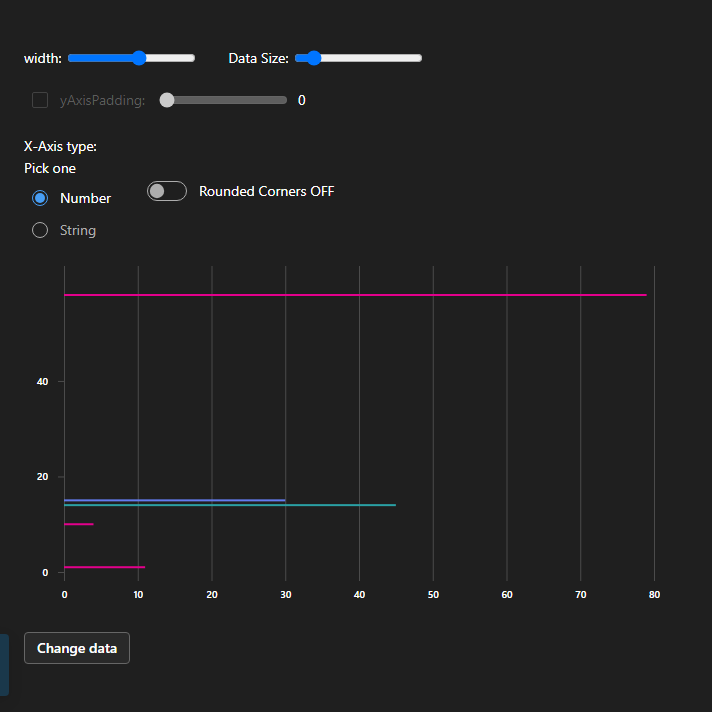 width: Data Size:
yAxisPadding: 0
X-Axis type:
Pick one
Number Rounded Corners OFF
String
40
20
0
0 10 20 30 40 50 60 70 80
Change data